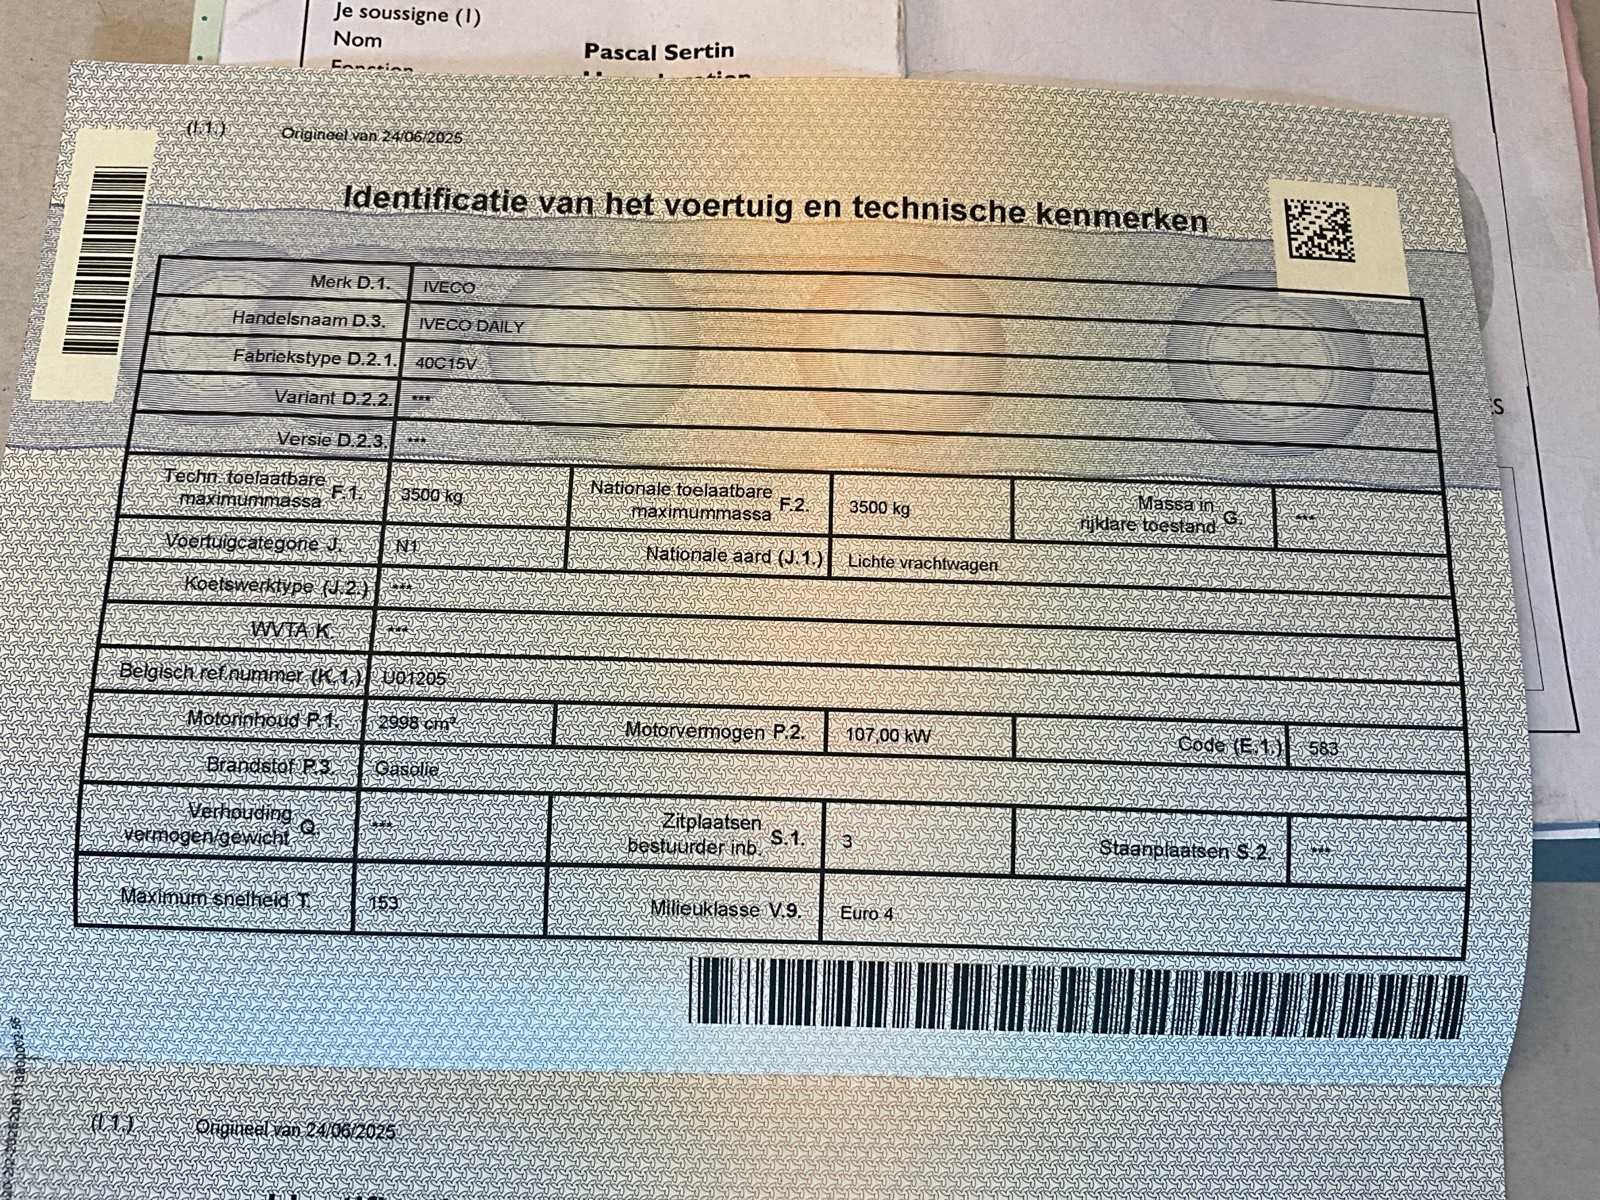 Je soussigne (1)
Nom Pascal Sertin
Fonction
(I.1.) Origineel van 24/06/2025
Identificatie van het voertuig en technische kenmerken
Merk D.1. IVECO
Handelsnaam D.3. IVECO DAILY
Fabriekstype D.2.1. 40C15V
Variant D.2.2. ***
Versie D.2.3. ***
Techn. toelaatbare maximummassa F.1. 3500 kg Nationale toelaatbare maximummassa F.2. 3500 kg Massa in rijklare toestand G. ***
Voertuigcategorie J. N1 Nationale aard (J.1.) Lichte vrachtwagen
Koetswerktype (J.2.) ***
WVTA K. ***
Belgisch ref.nummer (K.1.) U01205
Motorinhoud P.1. 2998 cm³ Motorvermogen P.2. 107,00 kW Code (E.1.) 583
Brandstof P.3. Gasolie
Verhouding vermogen/gewicht Q. *** Zitplaatsen bestuurder inb. S.1. 3 Staanplaatsen S.2. ***
Maximum snelheid T. 153 Milieuklasse V.9. Euro 4
(I.1.) Origineel van 24/06/2025